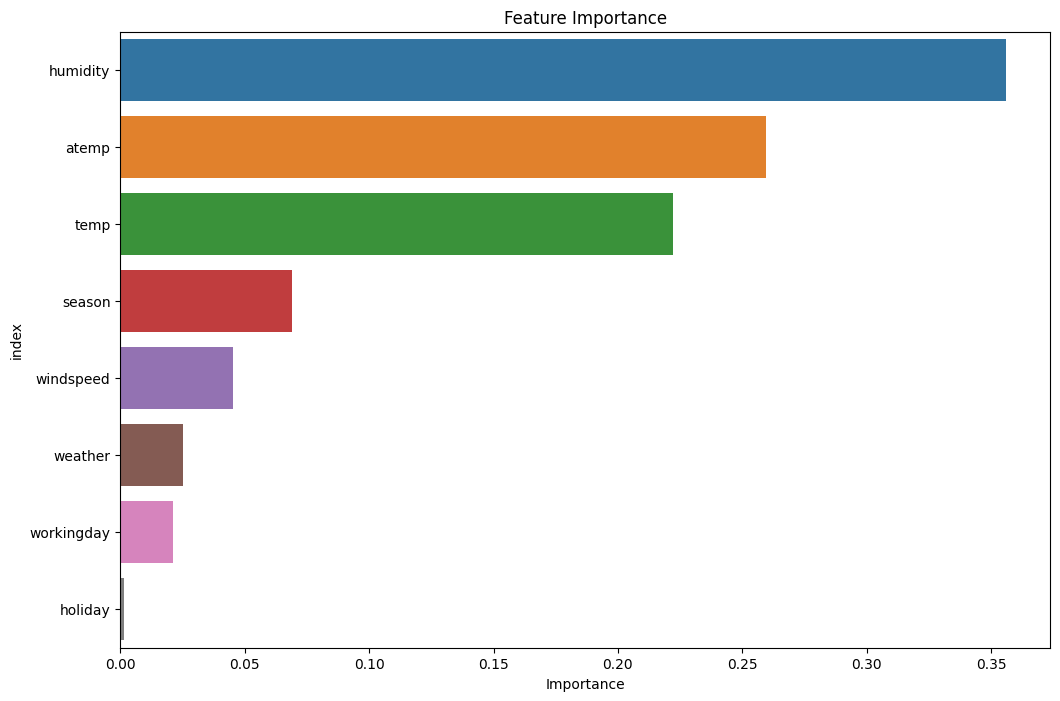 Feature Importance
humidity
atemp
temp
season
windspeed
weather
workingday
holiday
index
0.00 0.05 0.10 0.15 0.20 0.25 0.30 0.35
Importance